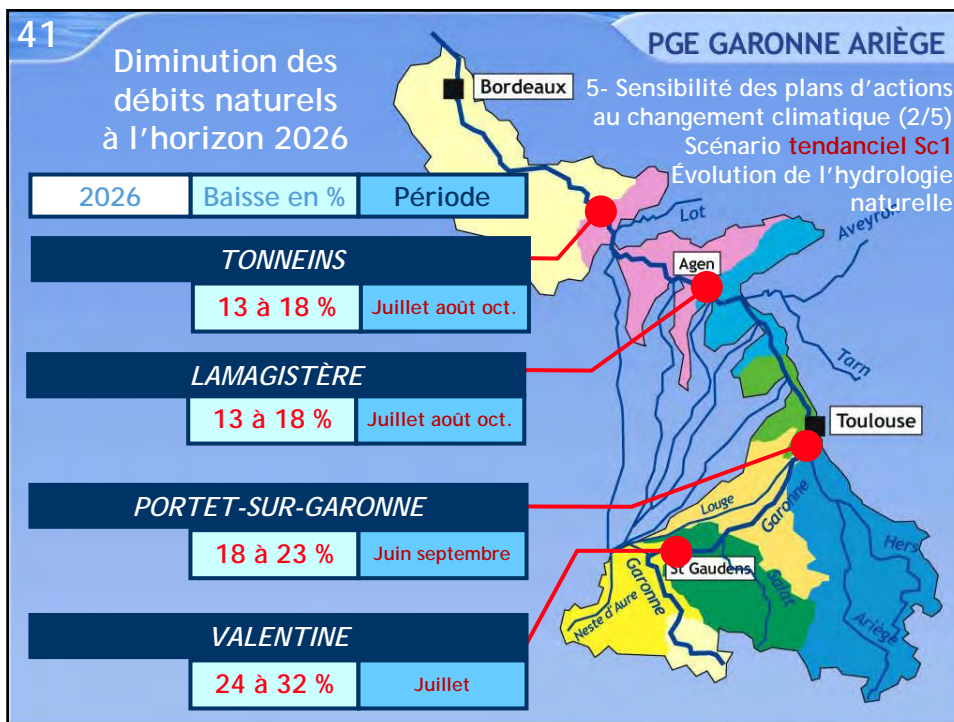 41
PGE GARONNE ARIÈGE
Diminution des
débits naturels
à l'horizon 2026
5- Sensibilité des plans d'actions
au changement climatique (2/5)
Scénario tendanciel Sc1
Évolution de l'hydrologie
naturelle
2026 Baisse en % Période
TONNEINS
13 à 18 % Juillet août oct.
LAMAGISTÈRE
13 à 18 % Juillet août oct.
PORTET-SUR-GARONNE
18 à 23 % Juin septembre
VALENTINE
24 à 32 % Juillet
Bordeaux
Lot
Aveyron
Agen
Tarn
Toulouse
Louge
Garonne
Hers
St Gaudens
Salat
Garonne
Neste d'Aure
Ariège